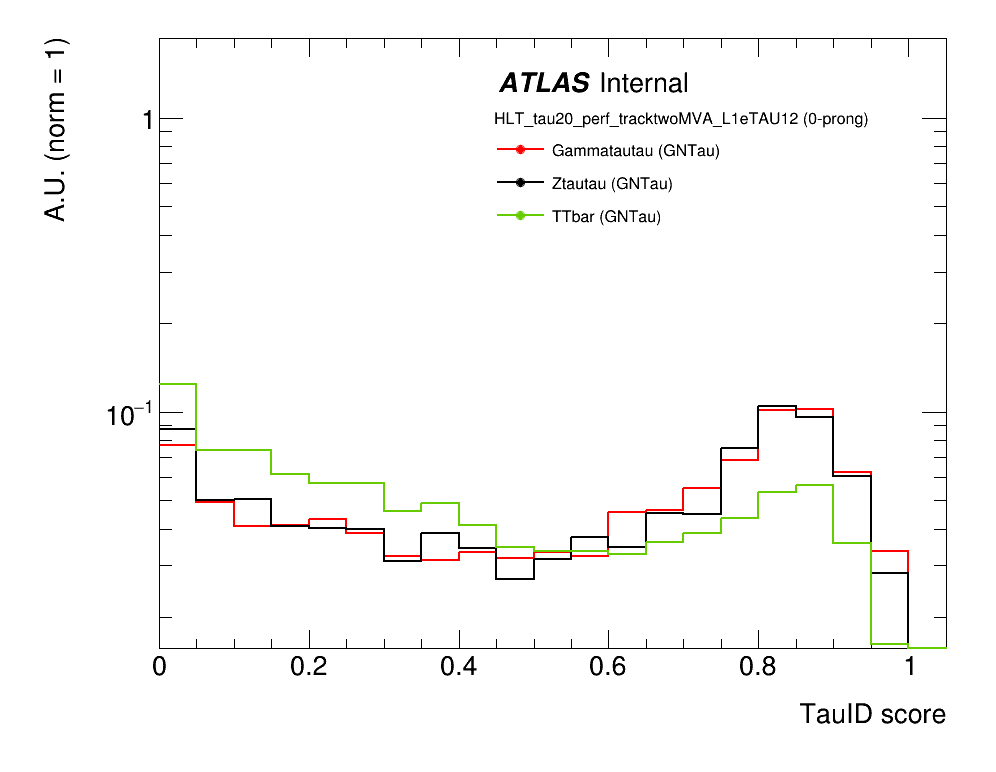 A.U. (norm = 1)
ATLAS Internal
HLT_tau20_perf_tracktwoMVA_L1eTAU12 (0-prong)
Gammatautau (GNTau)
Ztautau (GNTau)
TTbar (GNTau)
1
10⁻¹
0 0.2 0.4 0.6 0.8 1
TauID score